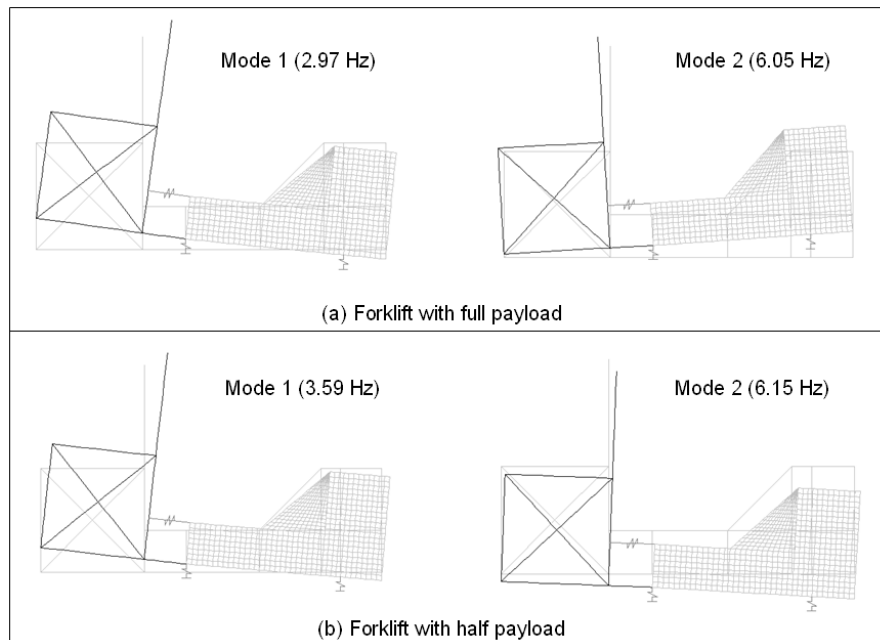 Mode 1 (2.97 Hz)
Mode 2 (6.05 Hz)
(a) Forklift with full payload
Mode 1 (3.59 Hz)
Mode 2 (6.15 Hz)
(b) Forklift with half payload